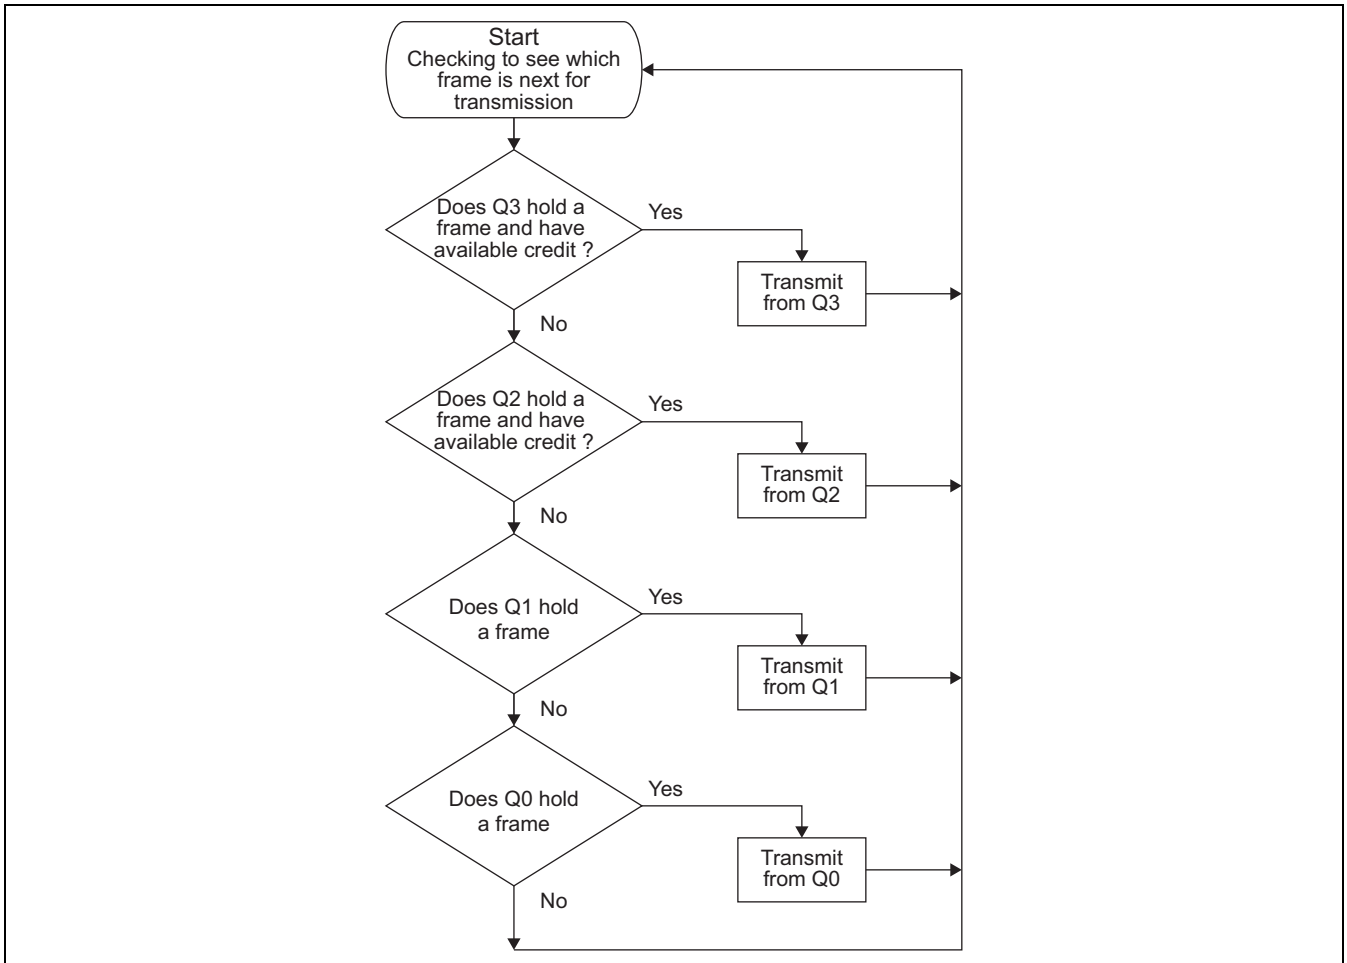 Start
Checking to see which
frame is next for
transmission
Does Q3 hold a
frame and have
available credit ?
Yes
Transmit
from Q3
No
Does Q2 hold a
frame and have
available credit ?
Yes
Transmit
from Q2
No
Does Q1 hold
a frame
Yes
Transmit
from Q1
No
Does Q0 hold
a frame
Yes
Transmit
from Q0
No